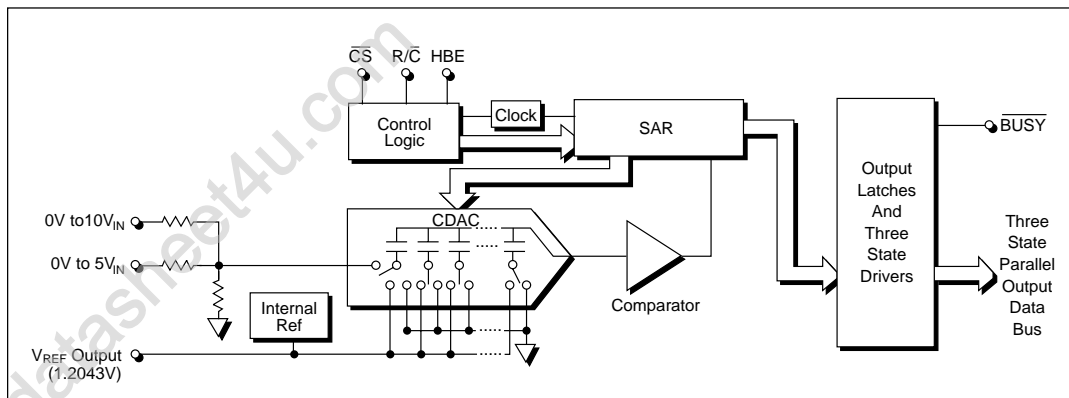 CS R/C HBE
Control
Logic
Clock
SAR
BUSY
Output
Latches
And
Three
State
Drivers
Three
State
Parallel
Output
Data
Bus
CDAC
0V to10VIN
0V to 5VIN
Comparator
Internal
Ref
VREF Output
(1.2043V)
datasheet4u.com